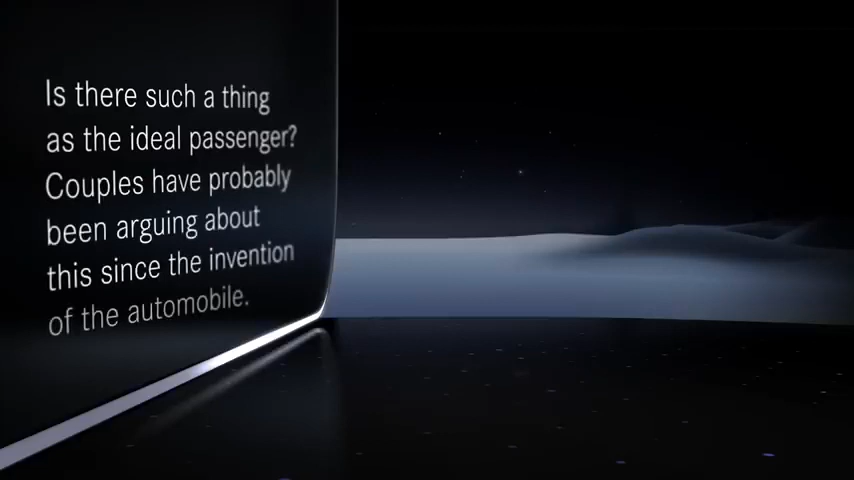 Is there such a thing
as the ideal passenger?
Couples have probably
been arguing about
this since the invention
of the automobile.